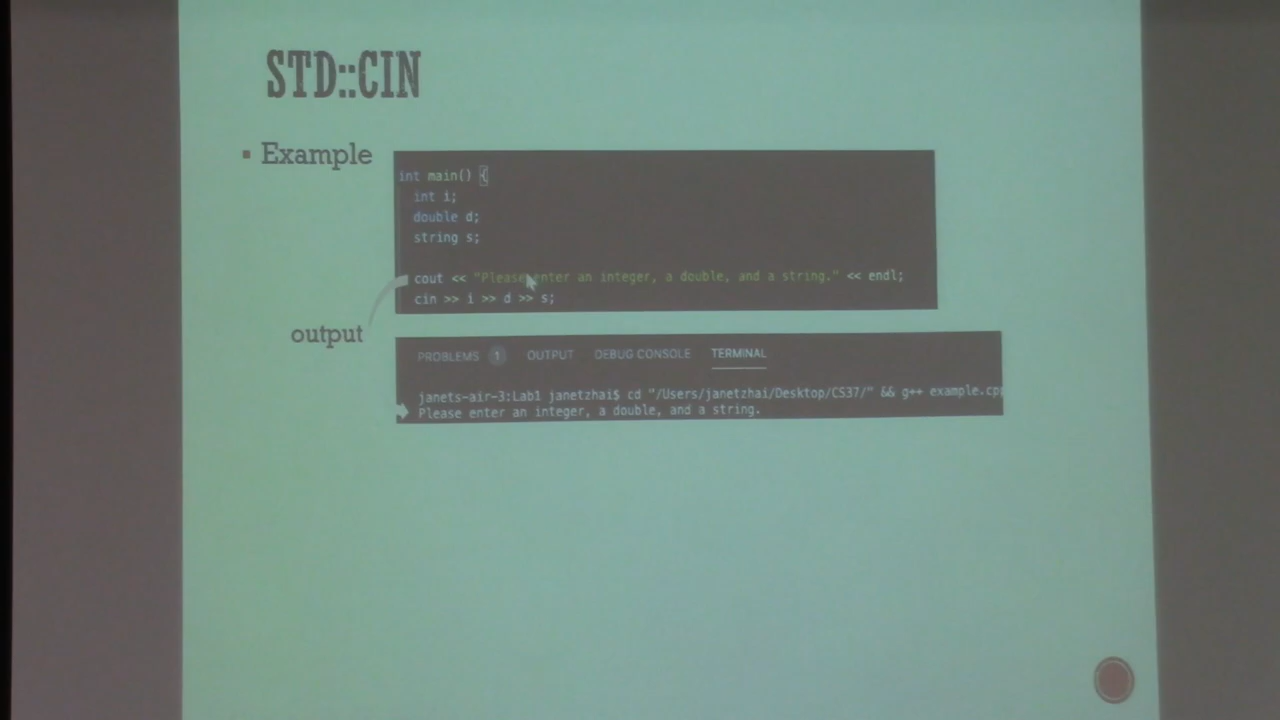 STD::CIN
▪ Example
int main() {
int i;
double d;
string s;
cout << "Please enter an integer, a double, and a string." << endl;
cin >> i >> d >> s;
output
PROBLEMS 1 OUTPUT DEBUG CONSOLE TERMINAL
janets-air-3:Lab1 janetzhai$ cd "/Users/janetzhai/Desktop/CS37/" && g++ example.cpp
Please enter an integer, a double, and a string.